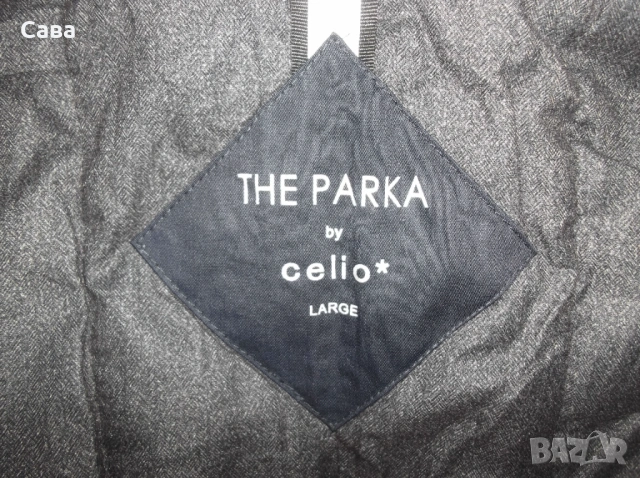 Сава
THE PARKA
by
celio*
LARGE
BAZAR